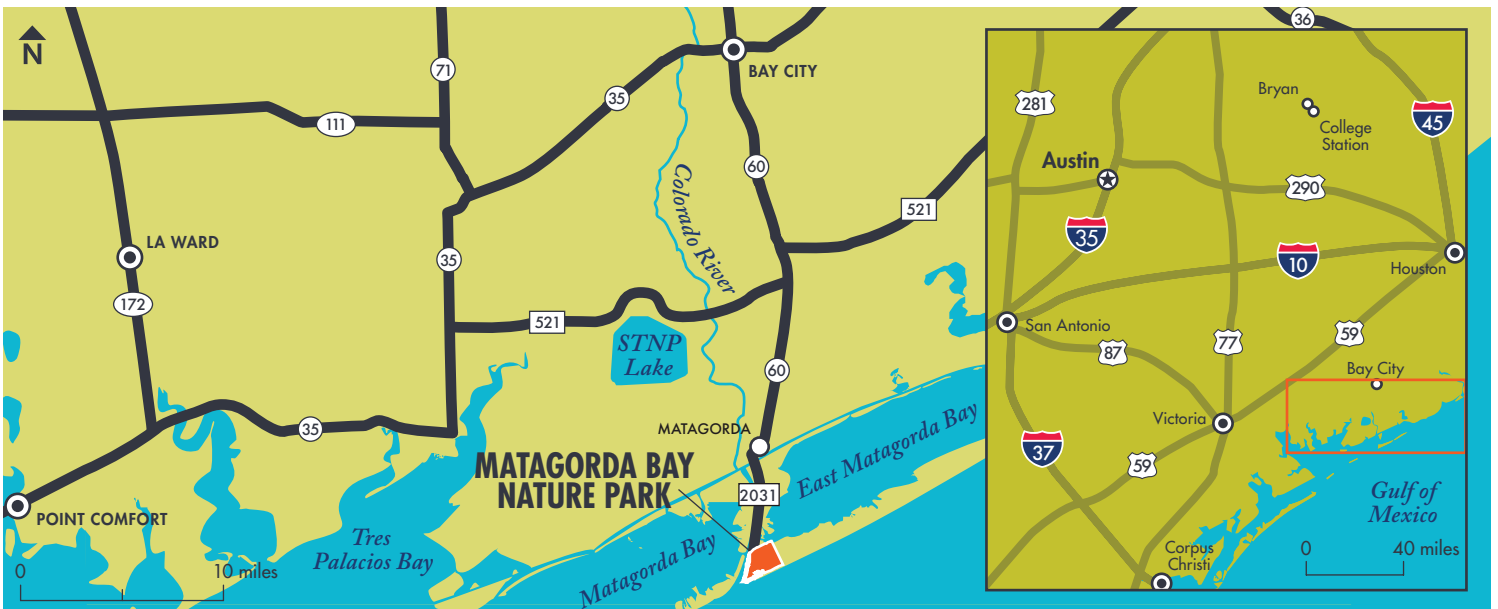 N
71
35
BAY CITY
111
60
Colorado River
521
LA WARD
35
172
521
STNP
Lake
60
MATAGORDA
35
MATAGORDA BAY
NATURE PARK
East Matagorda Bay
2031
POINT COMFORT
Tres
Palacios Bay
Matagorda Bay
0 10 miles
36
281
Bryan
College
Station
45
Austin
290
35
10
Houston
San Antonio
87
77
59
Bay City
Victoria
37
59
Gulf of
Mexico
Corpus
Christi
0 40 miles